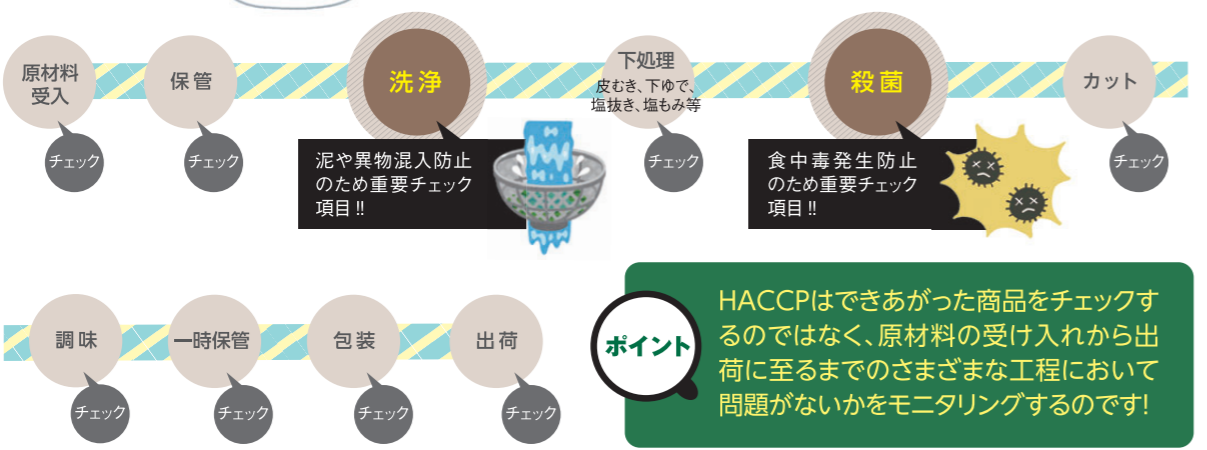 原材料
受入
保管
洗浄
下処理
皮むき、下ゆで、
塩抜き、塩もみ等
殺菌
カット
チェック
チェック
泥や異物混入防止
のため重要チェック
項目!!
チェック
食中毒発生防止
のため重要チェック
項目!!
チェック
調味
一時保管
包装
出荷
チェック
チェック
チェック
チェック
ポイント
HACCPはできあがった商品をチェックす
るのではなく、原材料の受け入れから出
荷に至るまでのさまざまな工程において
問題がないかをモニタリングするのです!